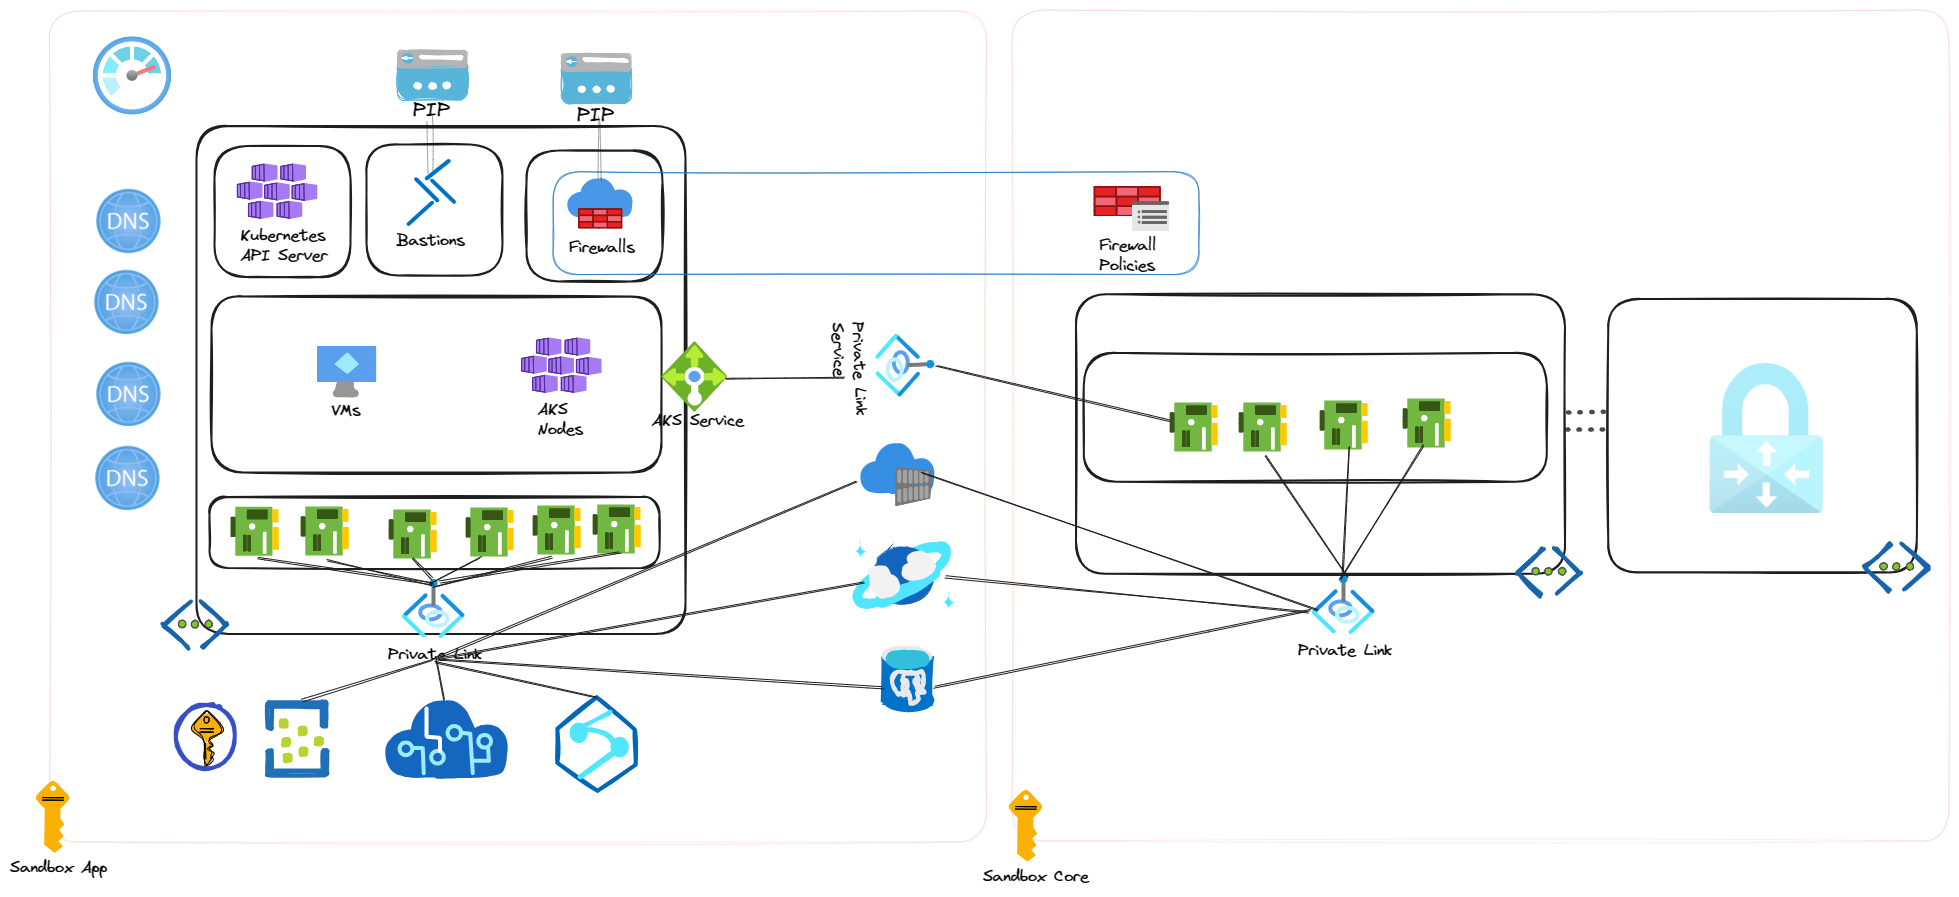 PIP
PIP
DNS
DNS
DNS
DNS
Kubernetes
API Server
Bastions
Firewalls
Firewall
Policies
VMs
AKS
Nodes
AKS Service
Private Link
Service
Private Link
Private Link
Sandbox App
Sandbox Core